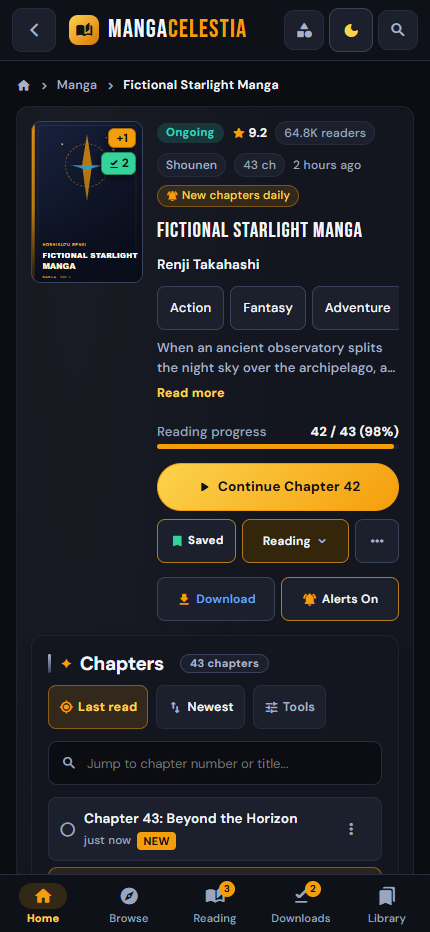 MANGACELESTIA
Manga
Fictional Starlight Manga
+1
2
FICTIONAL STARLIGHT
MANGA
Ongoing
9.2
64.8K readers
Shounen
43 ch
2 hours ago
New chapters daily
FICTIONAL STARLIGHT MANGA
Renji Takahashi
Action
Fantasy
Adventure
When an ancient observatory splits
the night sky over the archipelago, a...
Read more
Reading progress
42 / 43 (98%)
Continue Chapter 42
Saved
Reading
Download
Alerts On
Chapters
43 chapters
Last read
Newest
Tools
Jump to chapter number or title...
Chapter 43: Beyond the Horizon
just now
NEW
Home
Browse
3
Reading
2
Downloads
Library